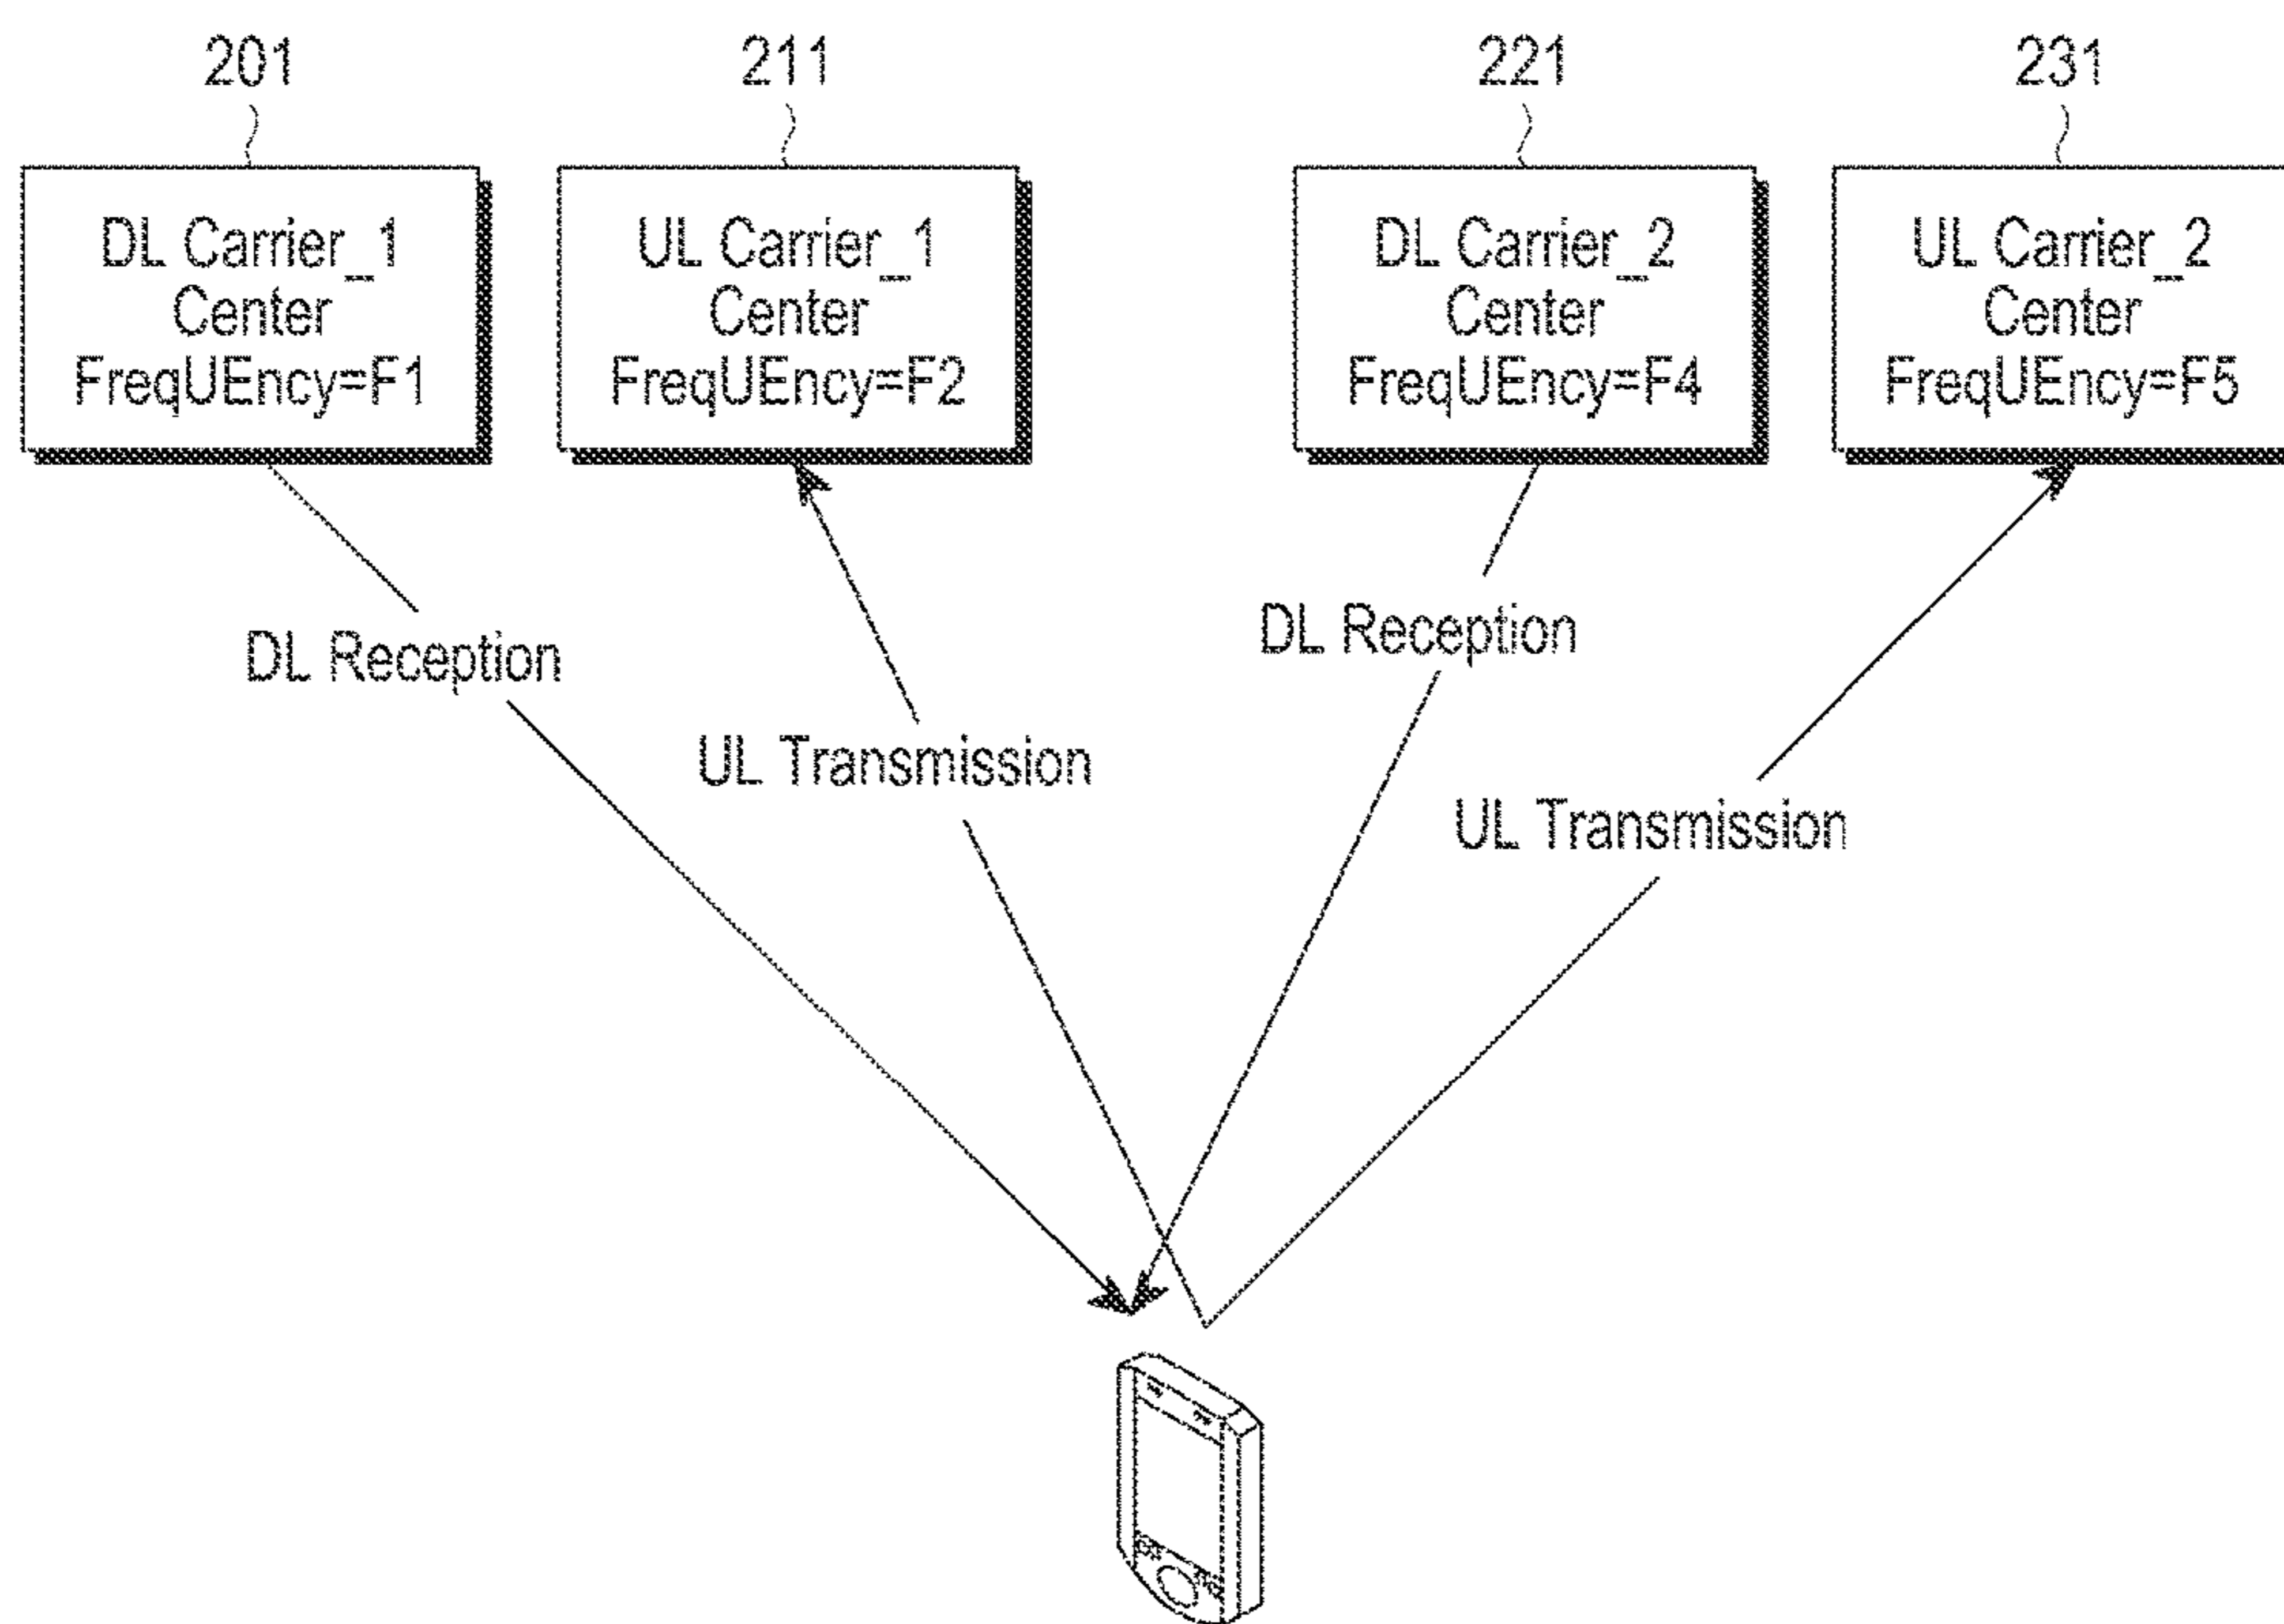 201
211
221
231
DL Carrier_1
Center
FreqUEncy=F1
UL Carrier_1
Center
FreqUEncy=F2
DL Carrier_2
Center
FreqUEncy=F4
UL Carrier_2
Center
FreqUEncy=F5
DL Reception
UL Transmission
DL Reception
UL Transmission